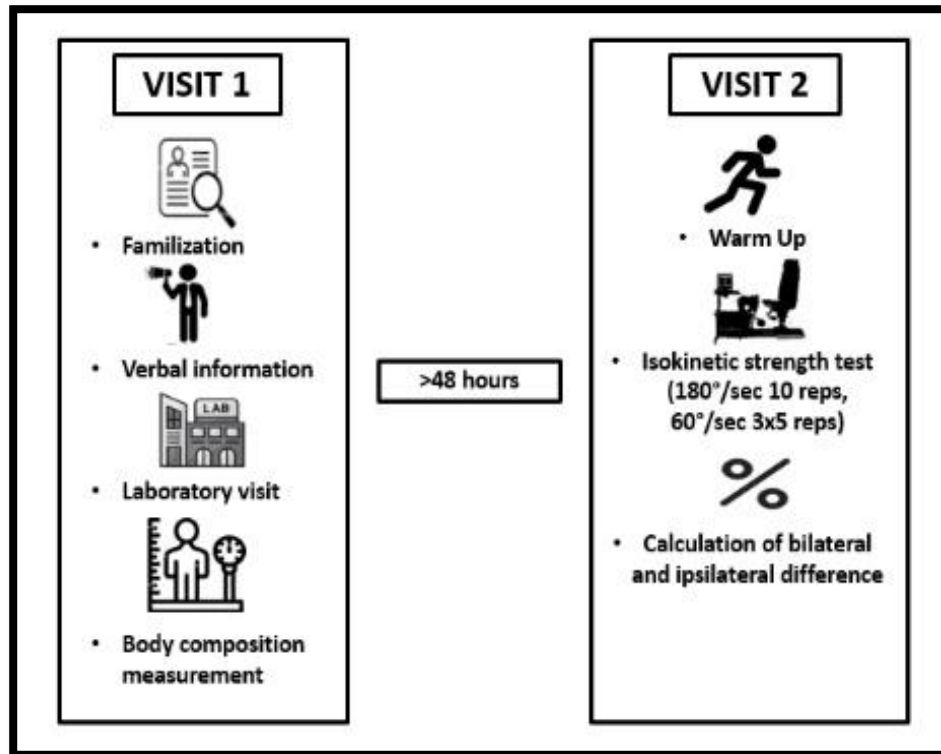 VISIT 1
• Familization
• Verbal information
LAB
• Laboratory visit
• Body composition
measurement
>48 hours
VISIT 2
• Warm Up
• Isokinetic strength test
(180°/sec 10 reps,
60°/sec 3x5 reps)
%
• Calculation of bilateral
and ipsilateral difference